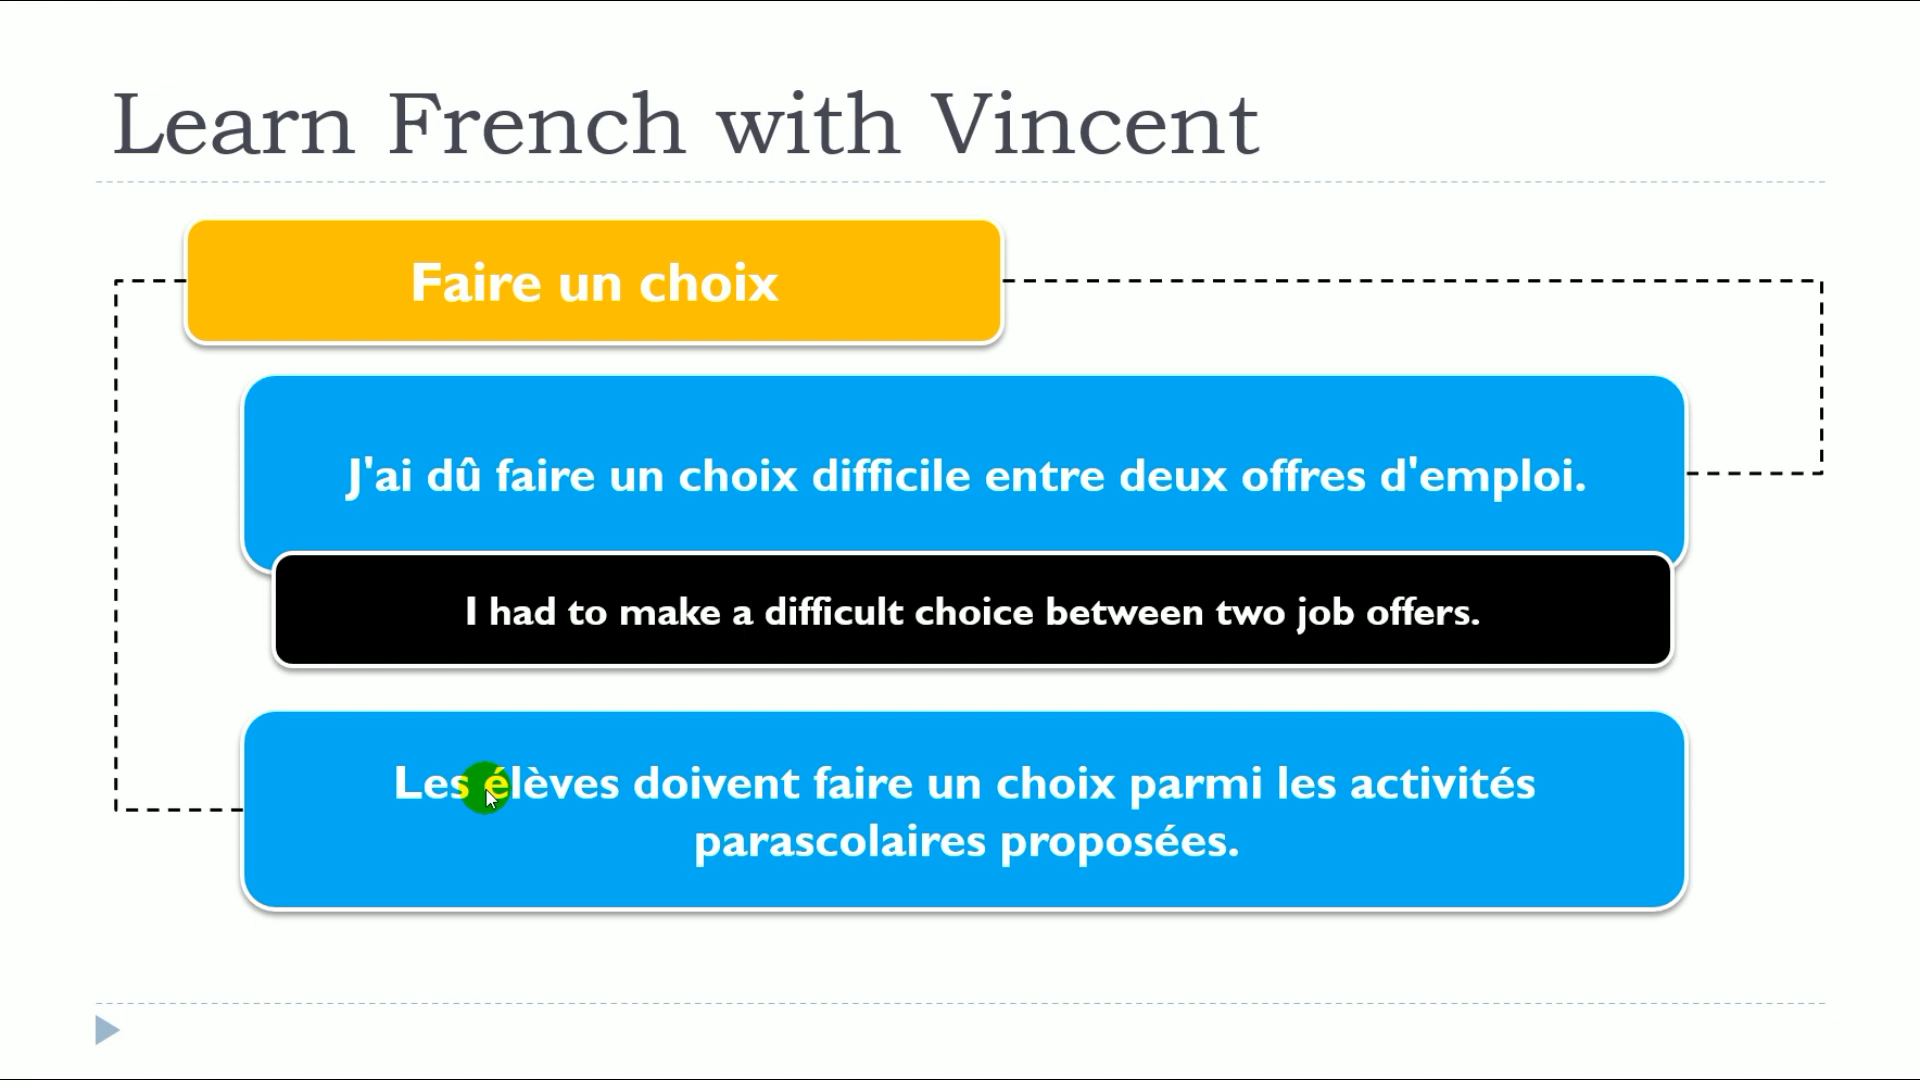 Learn French with Vincent
Faire un choix
J'ai dû faire un choix difficile entre deux offres d'emploi.
I had to make a difficult choice between two job offers.
Les élèves doivent faire un choix parmi les activités
parascolaires proposées.